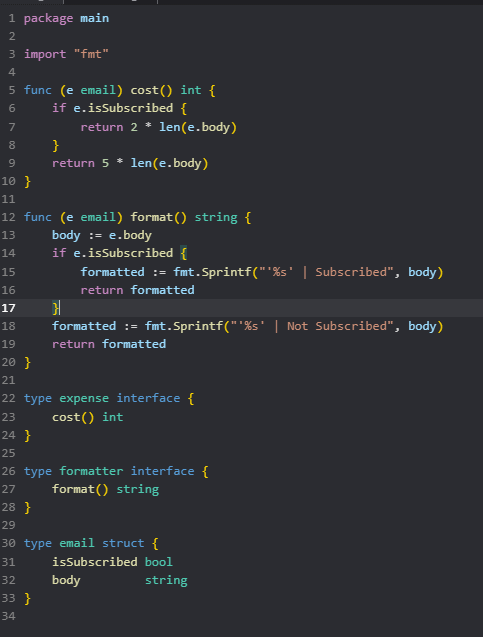 1 package main
2
3 import "fmt"
4
5 func (e email) cost() int {
6     if e.isSubscribed {
7         return 2 * len(e.body)
8     }
9     return 5 * len(e.body)
10 }
11
12 func (e email) format() string {
13     body := e.body
14     if e.isSubscribed {
15         formatted := fmt.Sprintf("'%s' | Subscribed", body)
16         return formatted
17     }
18     formatted := fmt.Sprintf("'%s' | Not Subscribed", body)
19     return formatted
20 }
21
22 type expense interface {
23     cost() int
24 }
25
26 type formatter interface {
27     format() string
28 }
29
30 type email struct {
31     isSubscribed bool
32     body         string
33 }
34